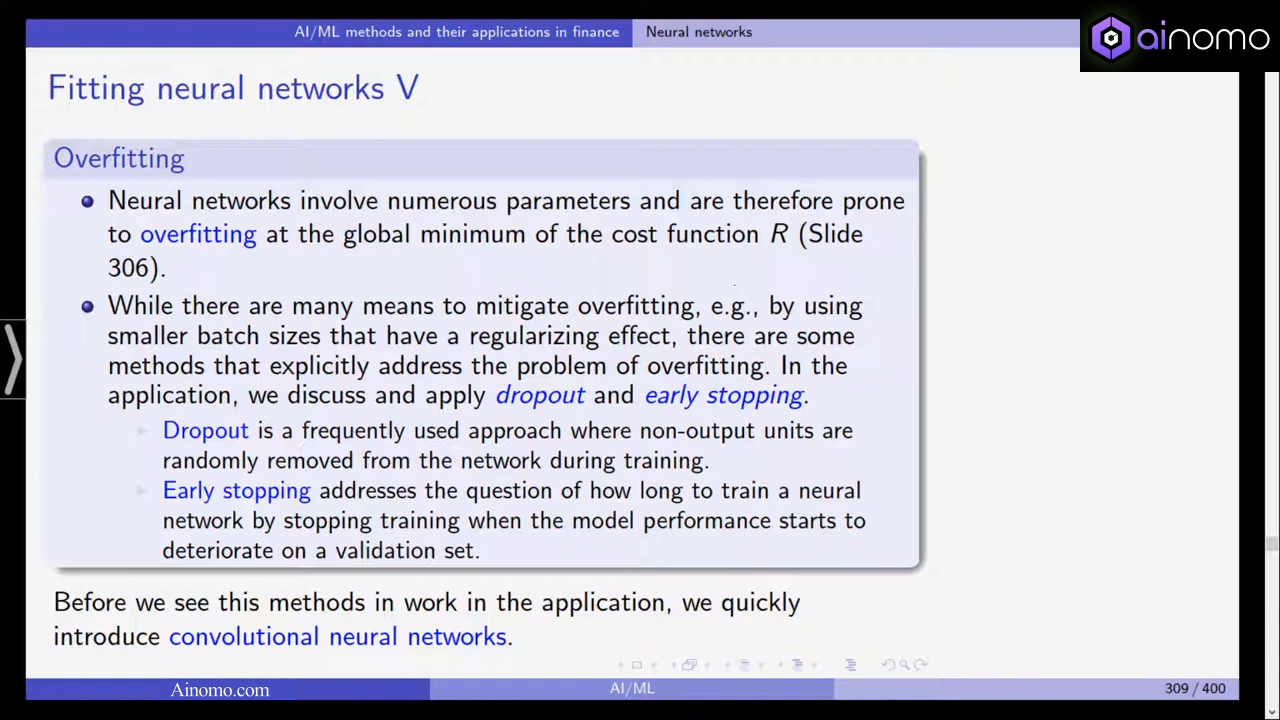 AI/ML methods and their applications in finance Neural networks
ainomo
Fitting neural networks V
Overfitting
Neural networks involve numerous parameters and are therefore prone
to overfitting at the global minimum of the cost function R (Slide
306).
While there are many means to mitigate overfitting, e.g., by using
smaller batch sizes that have a regularizing effect, there are some
methods that explicitly address the problem of overfitting. In the
application, we discuss and apply dropout and early stopping.
Dropout is a frequently used approach where non-output units are
randomly removed from the network during training.
Early stopping addresses the question of how long to train a neural
network by stopping training when the model performance starts to
deteriorate on a validation set.
Before we see this methods in work in the application, we quickly
introduce convolutional neural networks.
Ainomo.com AI/ML 309 / 400